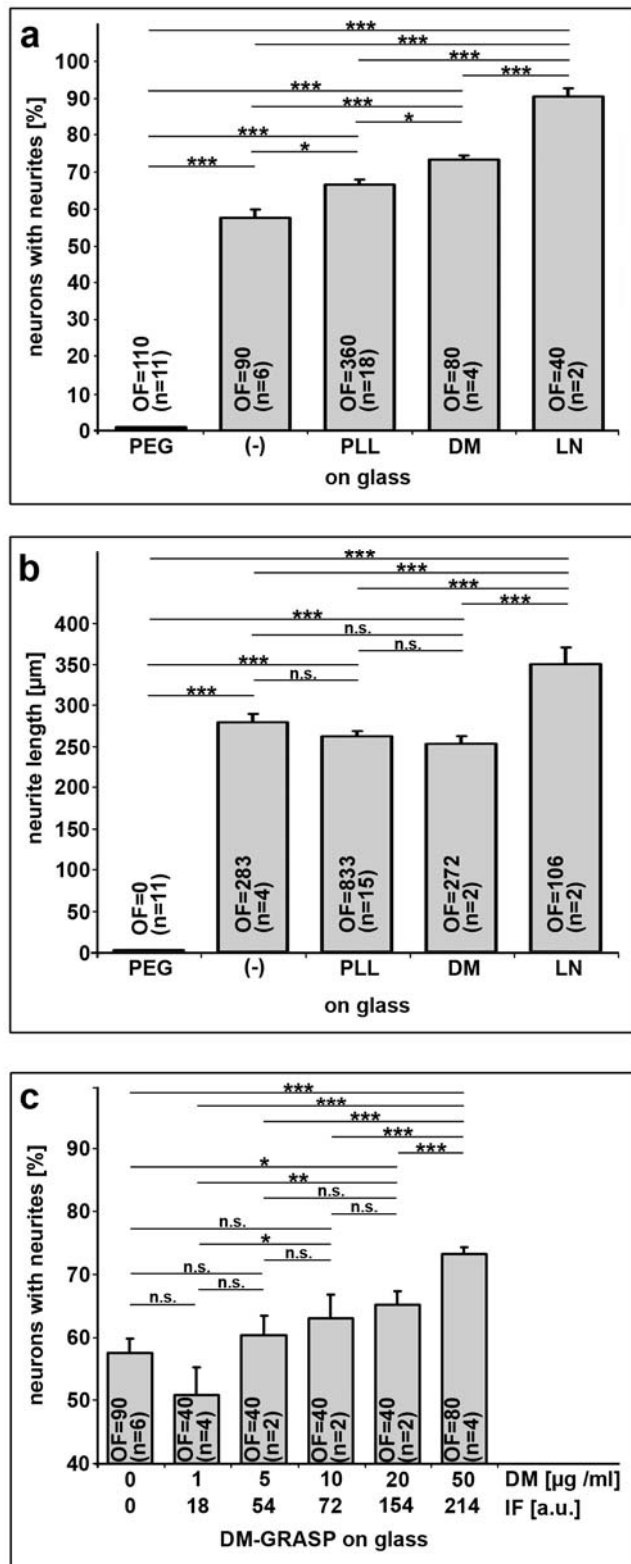 a
***
***
***
***
***
***
*
***
*
***
neurons with neurites [%]
100
90
80
70
60
50
40
30
20
10
0
OF=110
(n=11)
OF=90
(n=6)
OF=360
(n=18)
OF=80
(n=4)
OF=40
(n=2)
PEG (-) PLL DM LN
on glass
b
***
***
***
***
***
n.s.
n.s.
***
n.s.
***
neurite length [µm]
400
350
300
250
200
150
100
50
0
OF=0
(n=11)
OF=283
(n=4)
OF=833
(n=15)
OF=272
(n=2)
OF=106
(n=2)
PEG (-) PLL DM LN
on glass
c
***
***
***
***
***
*
**
n.s.
n.s.
n.s.
*
n.s.
n.s.
n.s.
n.s.
neurons with neurites [%]
90
80
70
60
50
40
OF=90
(n=6)
OF=40
(n=4)
OF=40
(n=2)
OF=40
(n=2)
OF=40
(n=2)
OF=80
(n=4)
0 1 5 10 20 50 DM [µg /ml]
0 18 54 72 154 214 IF [a.u.]
DM-GRASP on glass